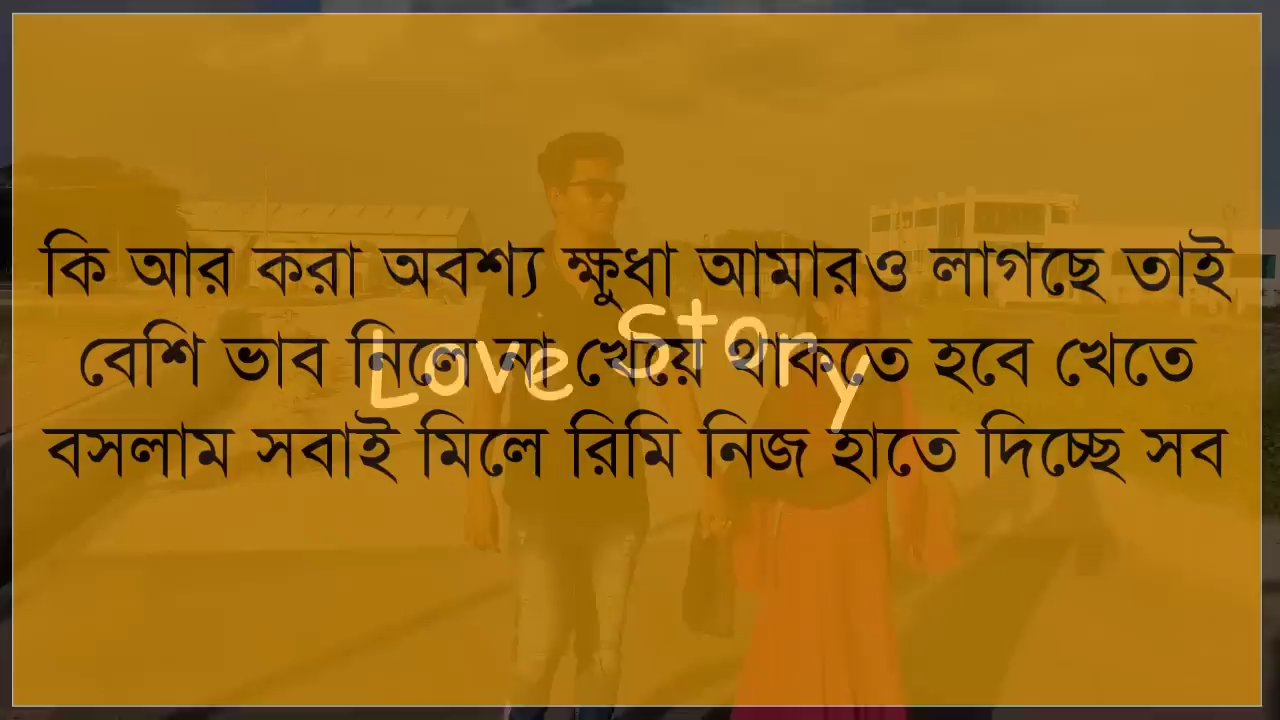 কি আর করা অবশ্য ক্ষুধা আমারও লাগছে তাই
বেশি ভাব নিলে না খেয়ে থাকতে হবে খেতে
বসলাম সবাই মিলে রিমি নিজ হাতে দিচ্ছে সব
Love Story